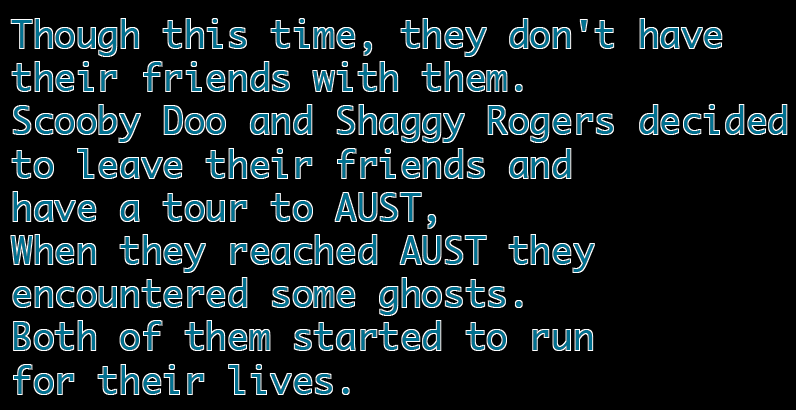 Though this time, they don't have
their friends with them.
Scooby Doo and Shaggy Rogers decided
to leave their friends and
have a tour to AUST,
When they reached AUST they
encountered some ghosts.
Both of them started to run
for their lives.